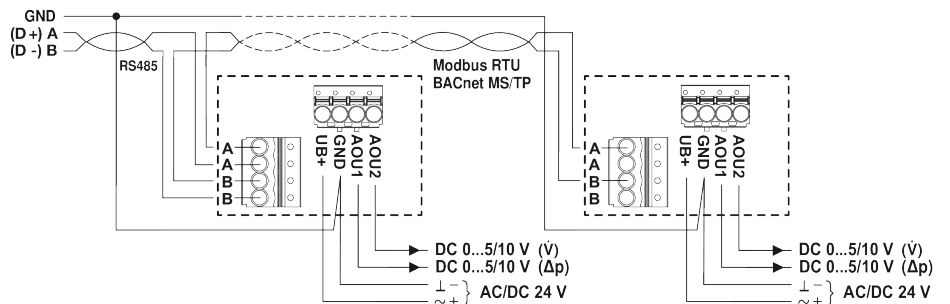 GND
(D+) A
(D -) B
RS485
Modbus RTU
BACnet MS/TP
UB+
GND
AOU1
AOU2
A
A
B
B
DC 0...5/10 V (V̇)
DC 0...5/10 V (Δp)
⊥ −
~ + } AC/DC 24 V
UB+
GND
AOU1
AOU2
A
A
B
B
DC 0...5/10 V (V̇)
DC 0...5/10 V (Δp)
⊥ −
~ + } AC/DC 24 V